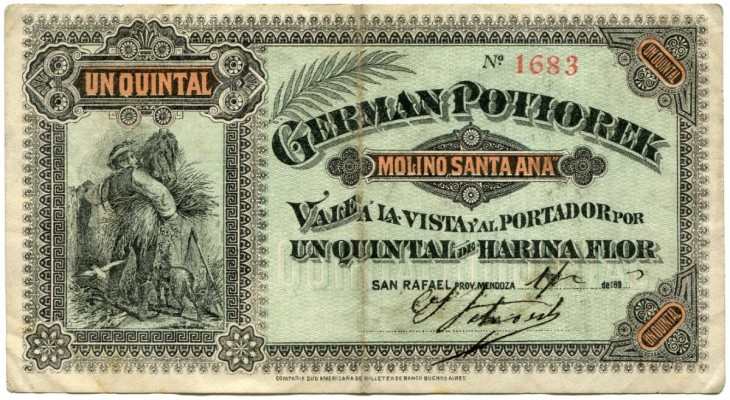 UN QUINTAL
Nº 1683
UN QUINTAL
GERMAN POTTOREK
MOLINO SANTA ANA
VALE Á LA VISTA Y AL PORTADOR POR
UN QUINTAL DE HARINA FLOR
SAN RAFAEL PROV. MENDOZA de 189
UN QUINTAL
COMPAÑIA SUD AMERICANA DE BILLETES DE BANCO BUENOS AIRES